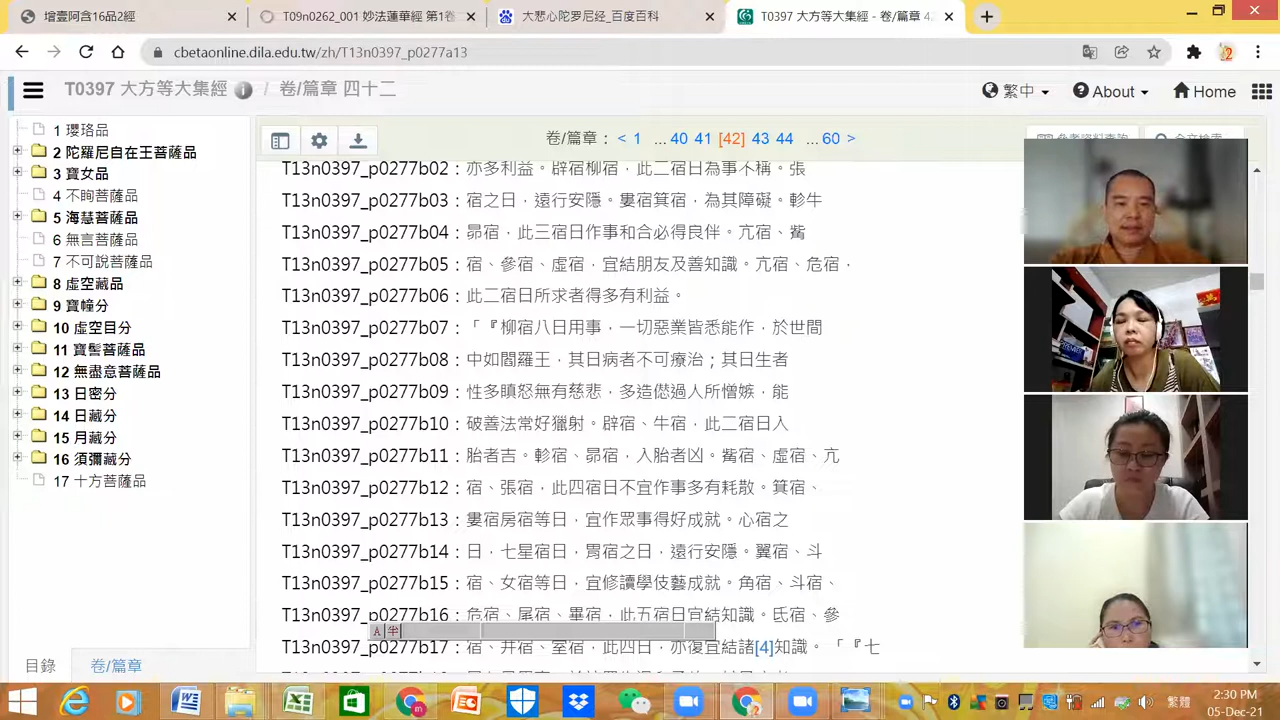 增壹阿含16品2經
T09n0262_001 妙法蓮華經 第1卷
大悲心陀罗尼经_百度百科
T0397 大方等大集經 - 卷/篇章 4
cbetaonline.dila.edu.tw/zh/T13n0397_p0277a13
T0397 大方等大集經 / 卷/篇章 四十二
繁中 About Home
卷/篇章： < 1 ... 40 41 [42] 43 44 ... 60 >
1 瓔珞品
2 陀羅尼自在王菩薩品
3 寶女品
4 不眴菩薩品
5 海慧菩薩品
6 無言菩薩品
7 不可說菩薩品
8 虛空藏品
9 寶幢分
10 虛空目分
11 寶髻菩薩品
12 無盡意菩薩品
13 日密分
14 日藏分
15 月藏分
16 須彌藏分
17 十方菩薩品
目錄 卷/篇章
T13n0397_p0277b02：亦多利益。辟宿柳宿，此二宿日為事不稱。張
T13n0397_p0277b03：宿之日，遠行安隱。婁宿箕宿，為其障礙。軫牛
T13n0397_p0277b04：昴宿，此三宿日作事和合必得良伴。亢宿、觜
T13n0397_p0277b05：宿、參宿、虛宿，宜結朋友及善知識。亢宿、危宿，
T13n0397_p0277b06：此二宿日所求者得多有利益。
T13n0397_p0277b07：「『柳宿八日用事，一切惡業皆悉能作，於世間
T13n0397_p0277b08：中如閻羅王，其日病者不可療治；其日生者
T13n0397_p0277b09：性多瞋怒無有慈悲，多造愆過人所憎嫉，能
T13n0397_p0277b10：破善法常好獵射。辟宿、牛宿，此二宿日入
T13n0397_p0277b11：胎者吉。軫宿、昴宿，入胎者凶。觜宿、虛宿、亢
T13n0397_p0277b12：宿、張宿，此四宿日不宜作事多有耗散。箕宿、
T13n0397_p0277b13：婁宿房宿等日，宜作眾事得好成就。心宿之
T13n0397_p0277b14：日，七星宿日，胃宿之日，遠行安隱。翼宿、斗
T13n0397_p0277b15：宿、女宿等日，宜修讀學伎藝成就。角宿、斗宿、
T13n0397_p0277b16：危宿、尾宿、畢宿，此五宿日宜結知識。氐宿、參
T13n0397_p0277b17：宿、井宿、室宿，此四日，亦復宜結諸[4]知識。 「『七
A 半
繁體
2:30 PM
05-Dec-21